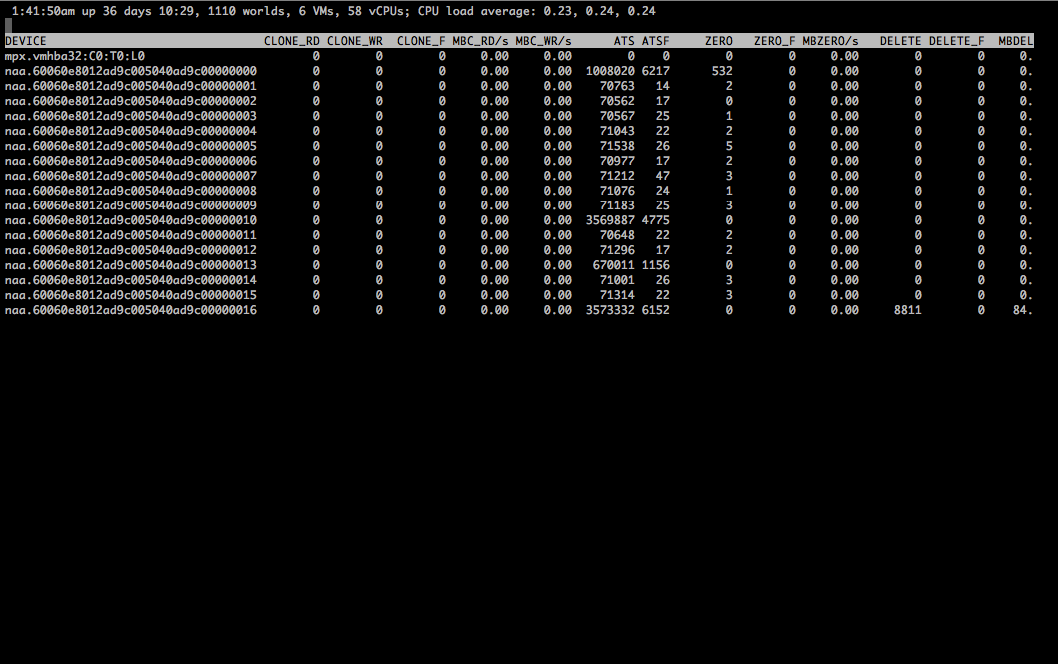 1:41:50am up 36 days 10:29, 1110 worlds, 6 VMs, 58 vCPUs; CPU load average: 0.23, 0.24, 0.24
DEVICE CLONE_RD CLONE_WR CLONE_F MBC_RD/s MBC_WR/s ATS ATSF ZERO ZERO_F MBZERO/s DELETE DELETE_F MBDEL
mpx.vmhba32:C0:T0:L0 0 0 0 0.00 0.00 0 0 0 0 0.00 0 0 0.
naa.60060e8012ad9c005040ad9c00000000 0 0 0 0.00 0.00 1008020 6217 532 0 0.00 0 0 0.
naa.60060e8012ad9c005040ad9c00000001 0 0 0 0.00 0.00 70763 14 2 0 0.00 0 0 0.
naa.60060e8012ad9c005040ad9c00000002 0 0 0 0.00 0.00 70562 17 0 0 0.00 0 0 0.
naa.60060e8012ad9c005040ad9c00000003 0 0 0 0.00 0.00 70567 25 1 0 0.00 0 0 0.
naa.60060e8012ad9c005040ad9c00000004 0 0 0 0.00 0.00 71043 22 2 0 0.00 0 0 0.
naa.60060e8012ad9c005040ad9c00000005 0 0 0 0.00 0.00 71538 26 5 0 0.00 0 0 0.
naa.60060e8012ad9c005040ad9c00000006 0 0 0 0.00 0.00 70977 17 2 0 0.00 0 0 0.
naa.60060e8012ad9c005040ad9c00000007 0 0 0 0.00 0.00 71212 47 3 0 0.00 0 0 0.
naa.60060e8012ad9c005040ad9c00000008 0 0 0 0.00 0.00 71076 24 1 0 0.00 0 0 0.
naa.60060e8012ad9c005040ad9c00000009 0 0 0 0.00 0.00 71183 25 3 0 0.00 0 0 0.
naa.60060e8012ad9c005040ad9c00000010 0 0 0 0.00 0.00 3569887 4775 0 0 0.00 0 0 0.
naa.60060e8012ad9c005040ad9c00000011 0 0 0 0.00 0.00 70648 22 2 0 0.00 0 0 0.
naa.60060e8012ad9c005040ad9c00000012 0 0 0 0.00 0.00 71296 17 2 0 0.00 0 0 0.
naa.60060e8012ad9c005040ad9c00000013 0 0 0 0.00 0.00 670011 1156 0 0 0.00 0 0 0.
naa.60060e8012ad9c005040ad9c00000014 0 0 0 0.00 0.00 71001 26 3 0 0.00 0 0 0.
naa.60060e8012ad9c005040ad9c00000015 0 0 0 0.00 0.00 71314 22 3 0 0.00 0 0 0.
naa.60060e8012ad9c005040ad9c00000016 0 0 0 0.00 0.00 3573332 6152 0 0 0.00 8811 0 84.